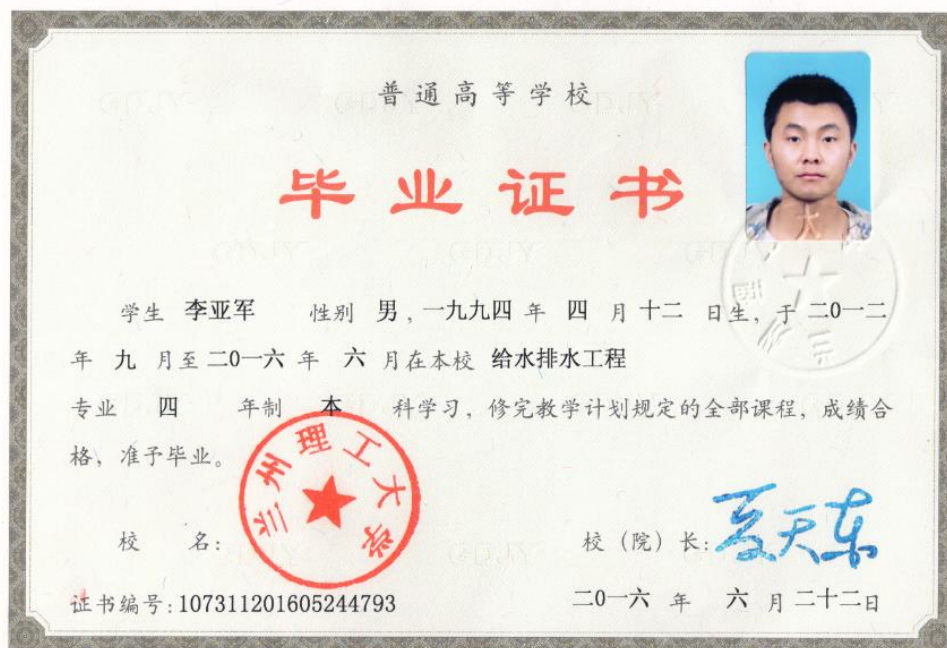 普通高等学校
毕业证书
学生 李亚军 性别 男，一九九四 年 四 月 十二 日生，于 二0一二
年 九 月至 二0一六 年 六 月在本校 给水排水工程
专业 四 年制 本 科学习，修完教学计划规定的全部课程，成绩合
格，准予毕业。
兰州理工大学
校 名：
校（院）长：夏天东
证书编号：107311201605244793
二0一六 年 六 月 二十二日